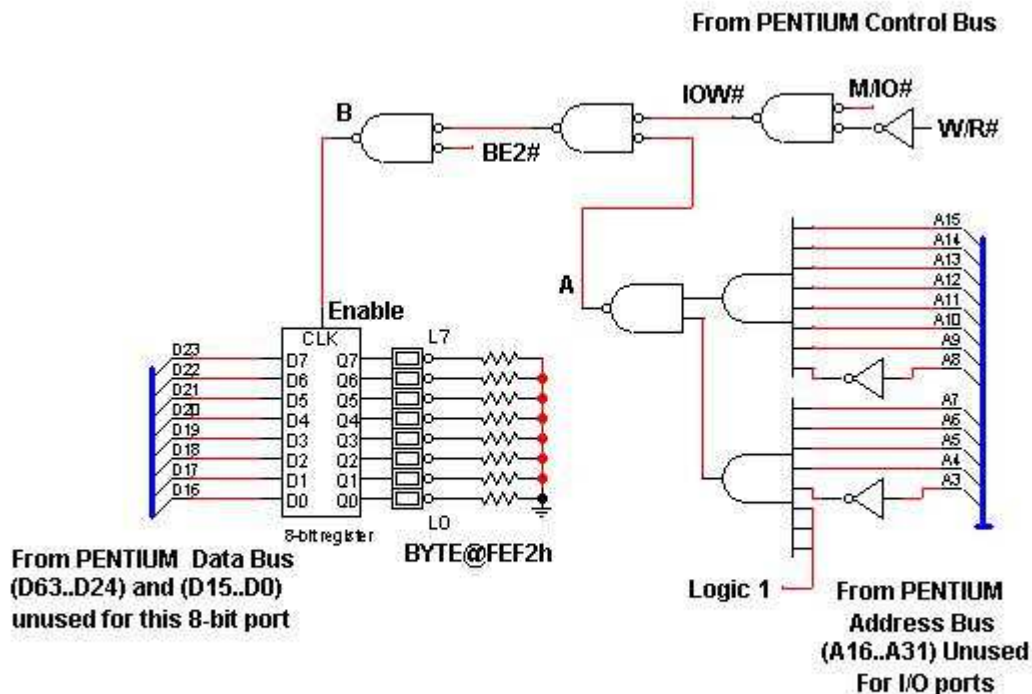 From PENTIUM Control Bus
M/IO#
IOW#
W/R#
B
BE2#
A15
A14
A13
A12
A11
A10
A9
A8
A
Enable
CLK
L7
D23
D22
D21
D20
D19
D18
D17
D16
D7 Q7
D6 Q6
D5 Q5
D4 Q4
D3 Q3
D2 Q2
D1 Q1
D0 Q0
L0
8-bit register
BYTE@FEF2h
A7
A6
A5
A4
A3
Logic 1
From PENTIUM Data Bus
(D63..D24) and (D15..D0)
unused for this 8-bit port
From PENTIUM
Address Bus
(A16..A31) Unused
For I/O ports